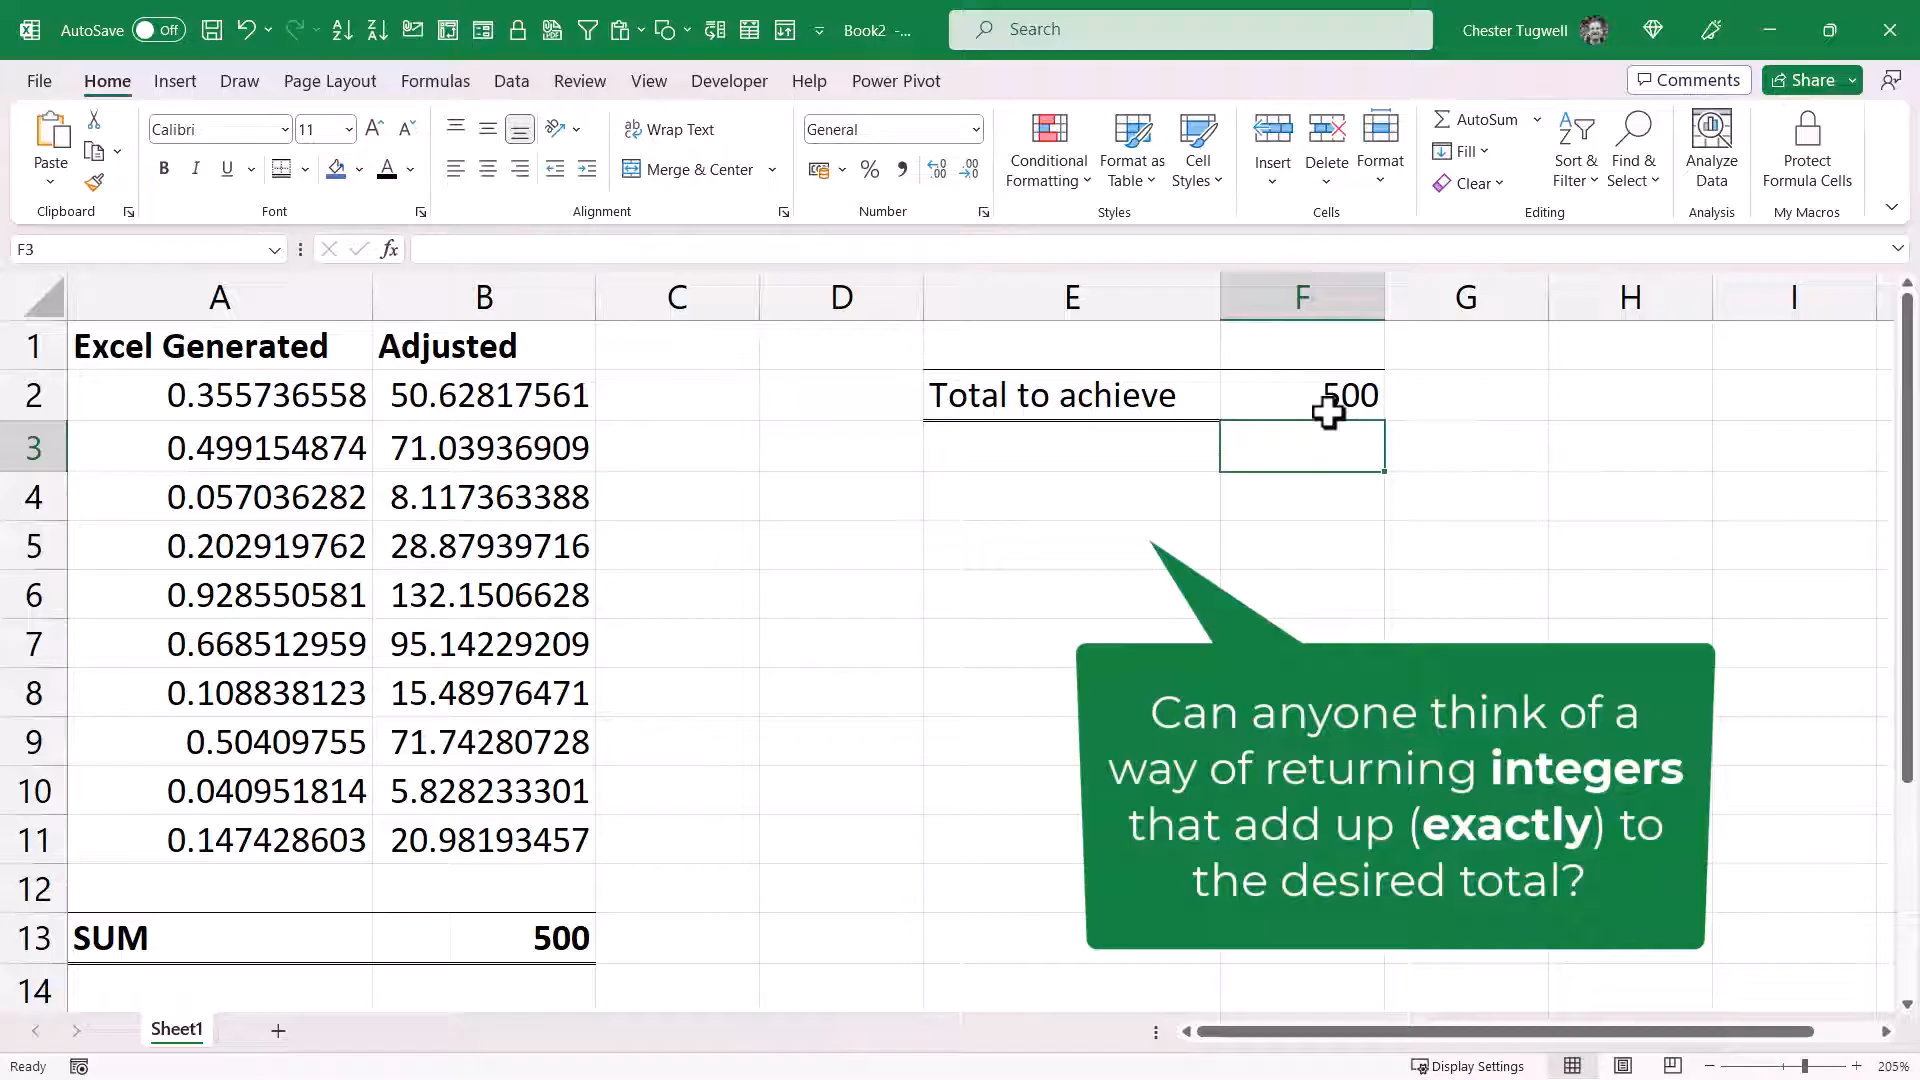 AutoSave Off Book2 -... Search Chester Tugwell
File Home Insert Draw Page Layout Formulas Data Review View Developer Help Power Pivot Comments Share
Paste Calibri 11 Wrap Text General Conditional Formatting Format as Table Cell Styles Insert Delete Format AutoSum Fill Clear Sort & Filter Find & Select Analyze Data Protect Formula Cells
B I U A Merge & Center %
Clipboard Font Alignment Number Styles Cells Editing Analysis My Macros
F3 fx
A B C D E F G H I
1 Excel Generated Adjusted
2 0.355736558 50.62817561 Total to achieve 500
3 0.499154874 71.03936909
4 0.057036282 8.117363388
5 0.202919762 28.87939716
6 0.928550581 132.1506628
7 0.668512959 95.14229209
8 0.108838123 15.48976471
9 0.50409755 71.74280728
10 0.040951814 5.828233301
11 0.147428603 20.98193457
12
13 SUM 500
14
Can anyone think of a
way of returning integers
that add up (exactly) to
the desired total?
Sheet1
Ready Display Settings 205%